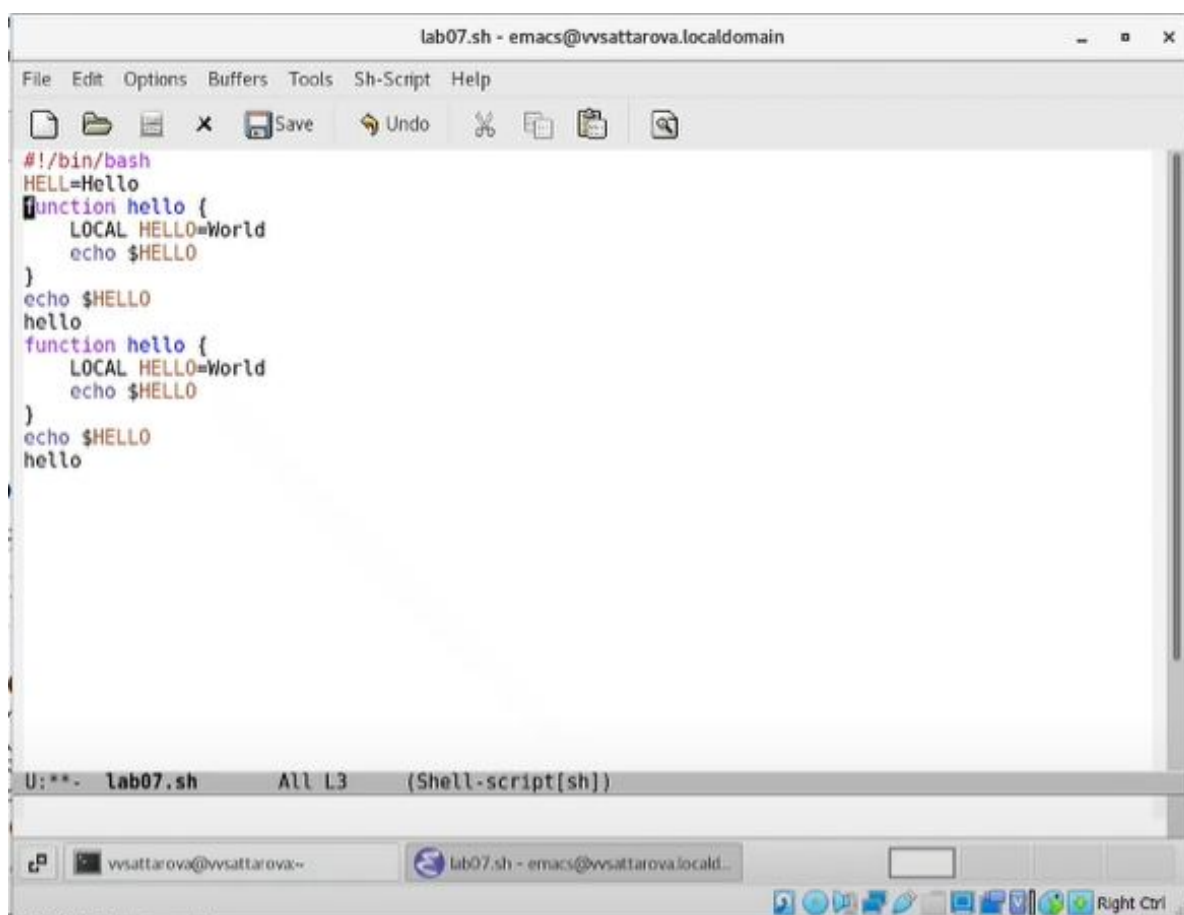 lab07.sh - emacs@vvsattarova.localdomain
File Edit Options Buffers Tools Sh-Script Help
Save Undo
#!/bin/bash
HELL=Hello
function hello {
LOCAL HELLO=World
echo $HELLO
}
echo $HELLO
hello
function hello {
LOCAL HELLO=World
echo $HELLO
}
echo $HELLO
hello
U:**- lab07.sh All L3 (Shell-script[sh])
vvsattarova@vvsattarova:~ lab07.sh - emacs@vvsattarova.locald...
Right Ctrl